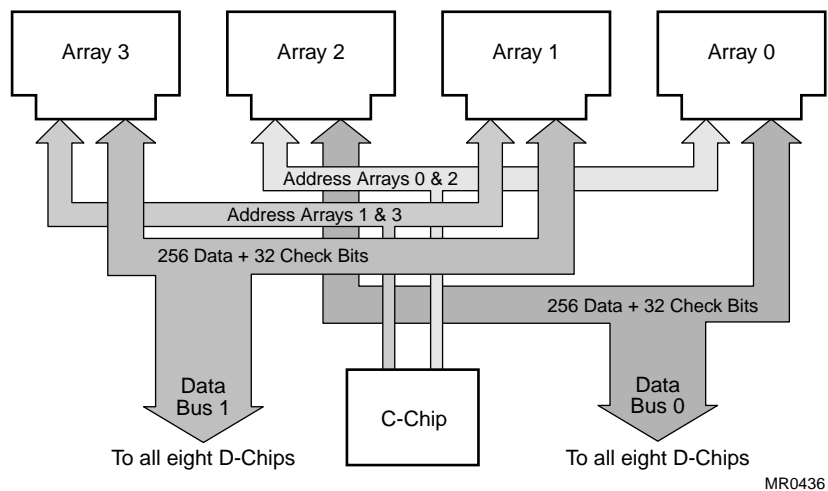 Array 3
Array 2
Array 1
Array 0
Address Arrays 0 & 2
Address Arrays 1 & 3
256 Data + 32 Check Bits
256 Data + 32 Check Bits
Data
Bus 1
C-Chip
Data
Bus 0
To all eight D-Chips
To all eight D-Chips
MR0436